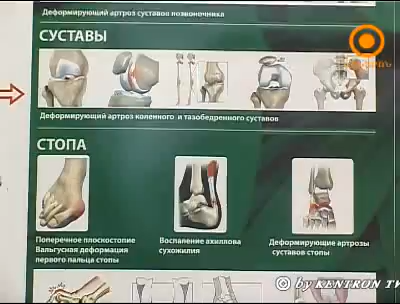 Деформирующий артроз суставов позвоночника
СУСТАВЫ
Деформирующий артроз коленного и тазобедренного суставов
СТОПА
Поперечное плоскостопие
Вальгусная деформация
первого пальца стопы
Воспаление ахиллова
сухожилия
Деформирующие артрозы
суставов стопы
© by KENTRON TV